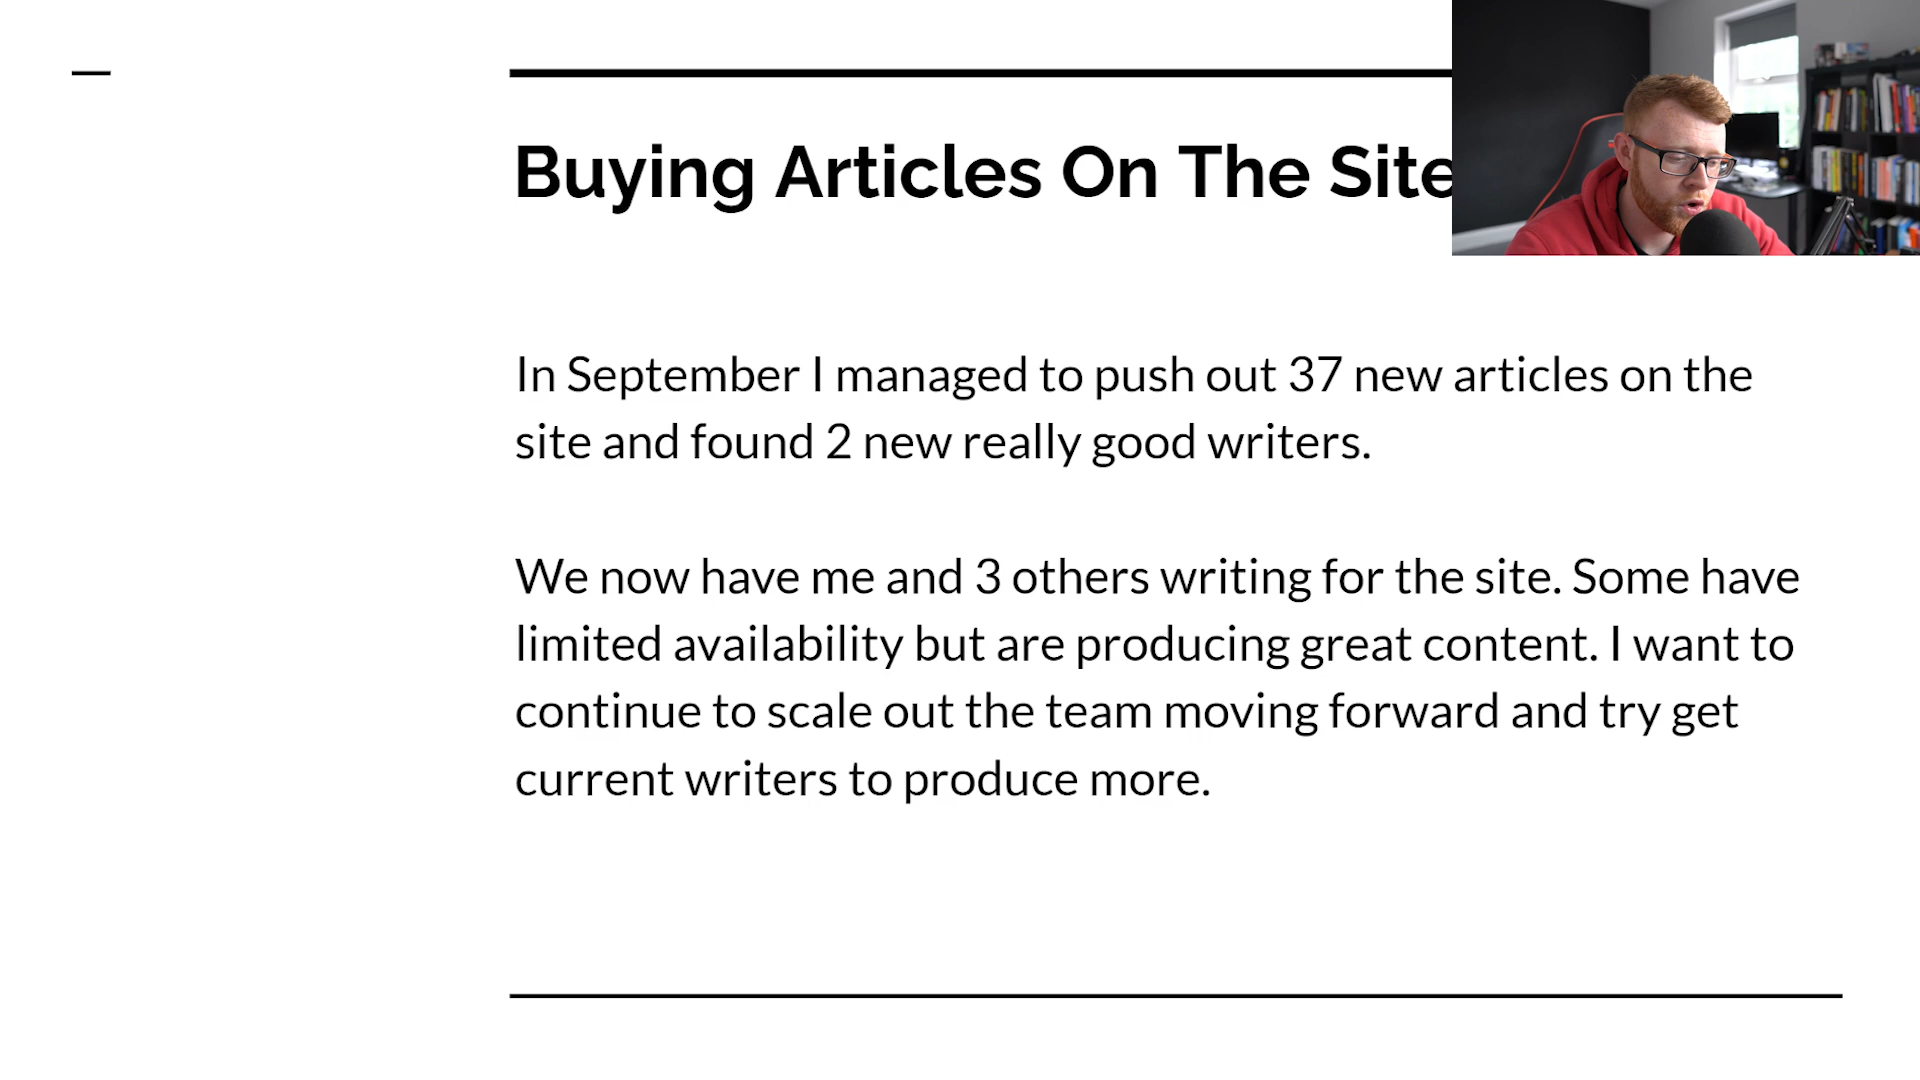 Buying Articles On The Site
In September I managed to push out 37 new articles on the
site and found 2 new really good writers.
We now have me and 3 others writing for the site. Some have
limited availability but are producing great content. I want to
continue to scale out the team moving forward and try get
current writers to produce more.